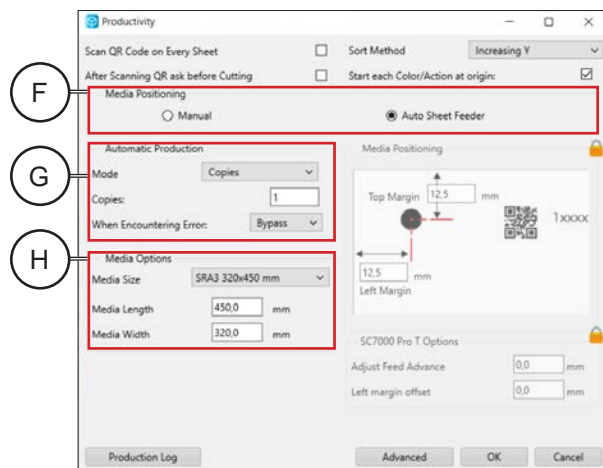 Productivity
Scan QR Code on Every Sheet
Sort Method Increasing Y
After Scanning QR ask before Cutting
Start each Color/Action at origin:
F
Media Positioning
Manual Auto Sheet Feeder
G
Automatic Production
Mode Copies
Copies: 1
When Encountering Error: Bypass
H
Media Options
Media Size SRA3 320x450 mm
Media Length 450,0 mm
Media Width 320,0 mm
Media Positioning
Top Margin 12,5 mm
1xxxx
12,5 mm
Left Margin
SC7000 Pro T Options
Adjust Feed Advance 0,0 mm
Left margin offset 0,0 mm
Production Log Advanced OK Cancel